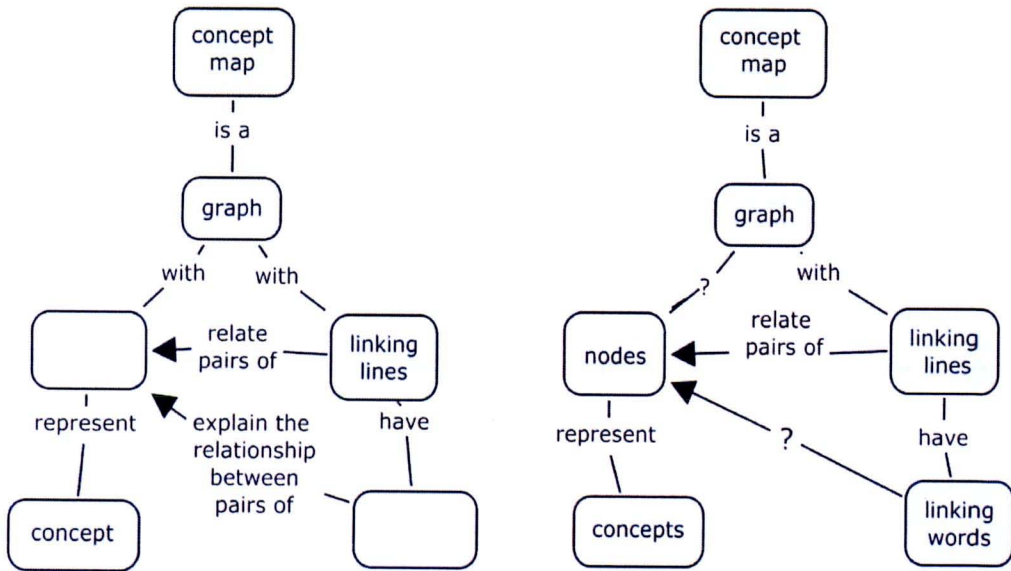 concept
map
is a
graph
with
with
relate
pairs of
linking
lines
represent
explain the
relationship
between
pairs of
have
concept
concept
map
is a
graph
?
with
nodes
relate
pairs of
linking
lines
represent
?
have
concepts
linking
words